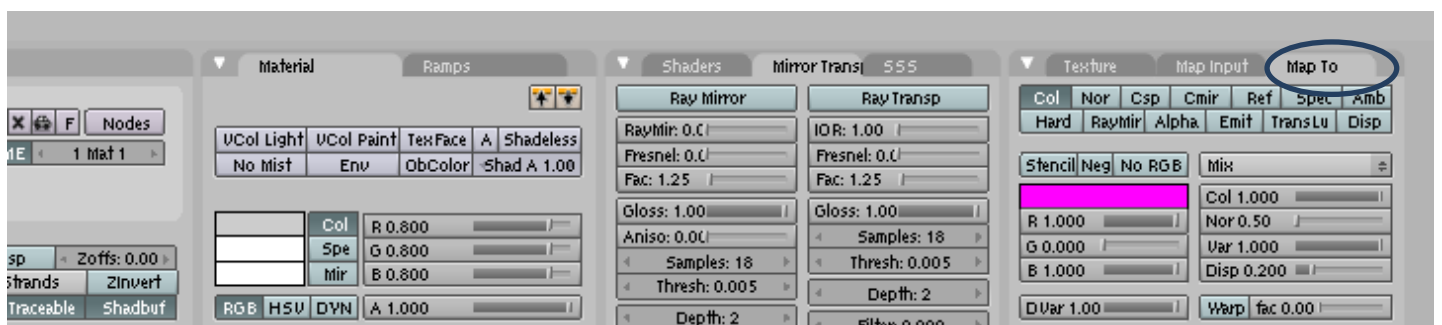 Material Ramps
Shaders Mirror Transp SSS
Texture Map Input Map To
X F Nodes
ME 1 Mat 1
VCol Light VCol Paint TexFace A Shadeless
No Mist Env ObColor Shad A 1.00
Col R 0.800
Spe G 0.800
Mir B 0.800
RGB HSV DYN A 1.000
sp Zoffs: 0.00
Strands ZInvert
Traceable Shadbuf
Ray Mirror
RayMir: 0.0
Fresnel: 0.0
Fac: 1.25
Gloss: 1.00
Aniso: 0.00
Samples: 18
Thresh: 0.005
Depth: 2
Ray Transp
IOR: 1.00
Fresnel: 0.0
Fac: 1.25
Gloss: 1.00
Samples: 18
Thresh: 0.005
Depth: 2
Filter: 0.000
Col Nor Csp Cmir Ref Spec Amb
Hard RayMir Alpha Emit TransLu Disp
Stencil Neg No RGB
Mix
R 1.000
G 0.000
B 1.000
DVar 1.00
Col 1.000
Nor 0.50
Var 1.000
Disp 0.200
Warp fac 0.00